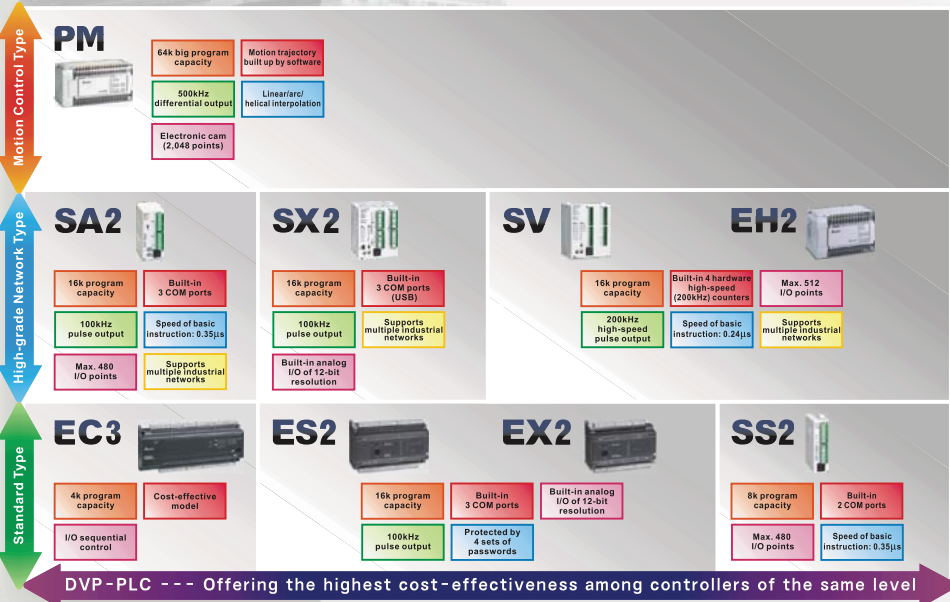 Motion Control Type
PM
64k big program
capacity
Motion trajectory
built up by software
500kHz
differential output
Linear/arc/
helical interpolation
Electronic cam
(2,048 points)
High-grade Network Type
SA2
16k program
capacity
Built-in
3 COM ports
100kHz
pulse output
Speed of basic
instruction: 0.35µs
Max. 480
I/O points
Supports
multiple industrial
networks
SX2
16k program
capacity
Built-in
3 COM ports
(USB)
100kHz
pulse output
Supports
multiple industrial
networks
Built-in analog
I/O of 12-bit
resolution
SV
EH2
16k program
capacity
Built-in 4 hardware
high-speed
(200kHz) counters
Max. 512
I/O points
200kHz
high-speed
pulse output
Speed of basic
instruction: 0.24µs
Supports
multiple industrial
networks
Standard Type
EC3
4k program
capacity
Cost-effective
model
I/O sequential
control
ES2
EX2
16k program
capacity
Built-in
3 COM ports
Built-in analog
I/O of 12-bit
resolution
100kHz
pulse output
Protected by
4 sets of
passwords
SS2
8k program
capacity
Built-in
2 COM ports
Max. 480
I/O points
Speed of basic
instruction: 0.35µs
DVP-PLC --- Offering the highest cost-effectiveness among controllers of the same level